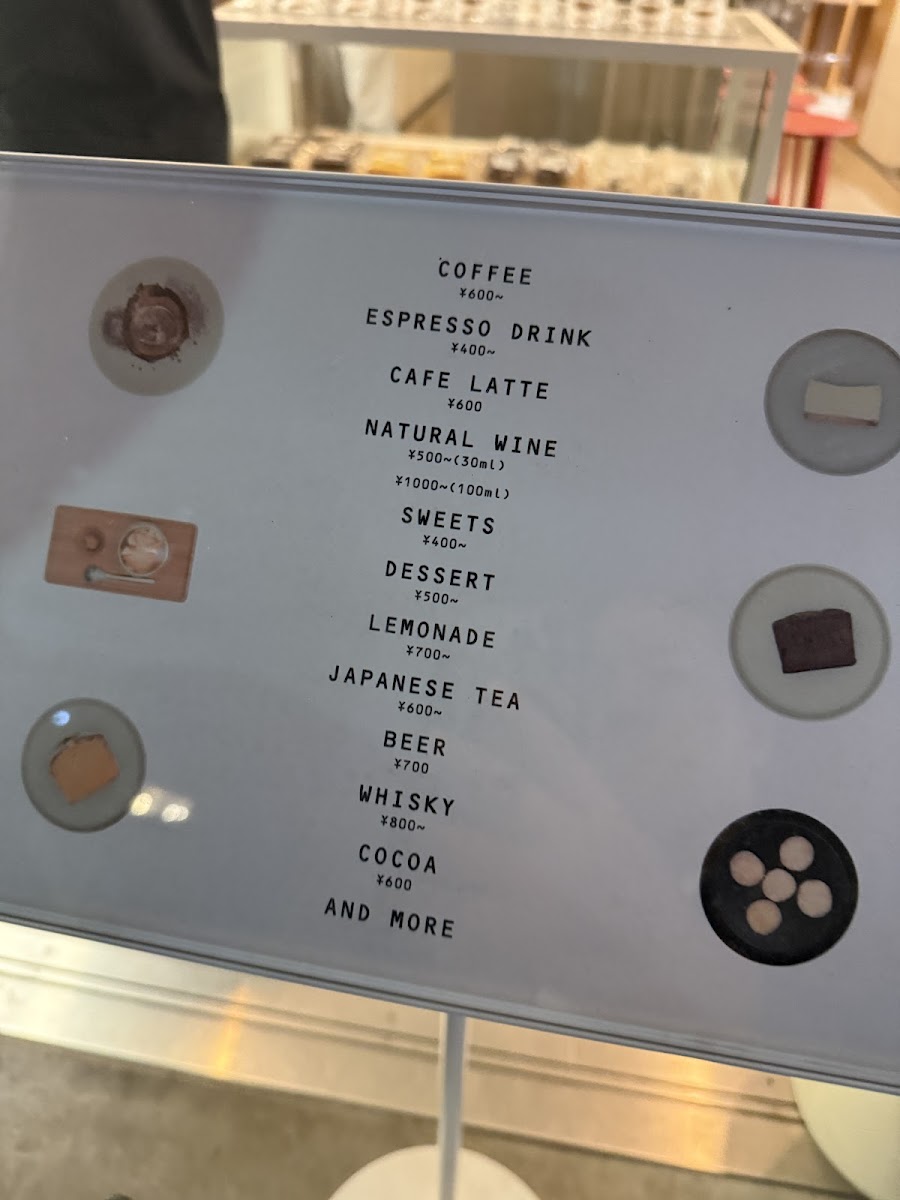 COFFEE
¥600~
ESPRESSO DRINK
¥400~
CAFE LATTE
¥600
NATURAL WINE
¥500~(30ml)
¥1000~(100ml)
SWEETS
¥400~
DESSERT
¥500~
LEMONADE
¥700~
JAPANESE TEA
¥600~
BEER
¥700
WHISKY
¥800~
COCOA
¥600
AND MORE